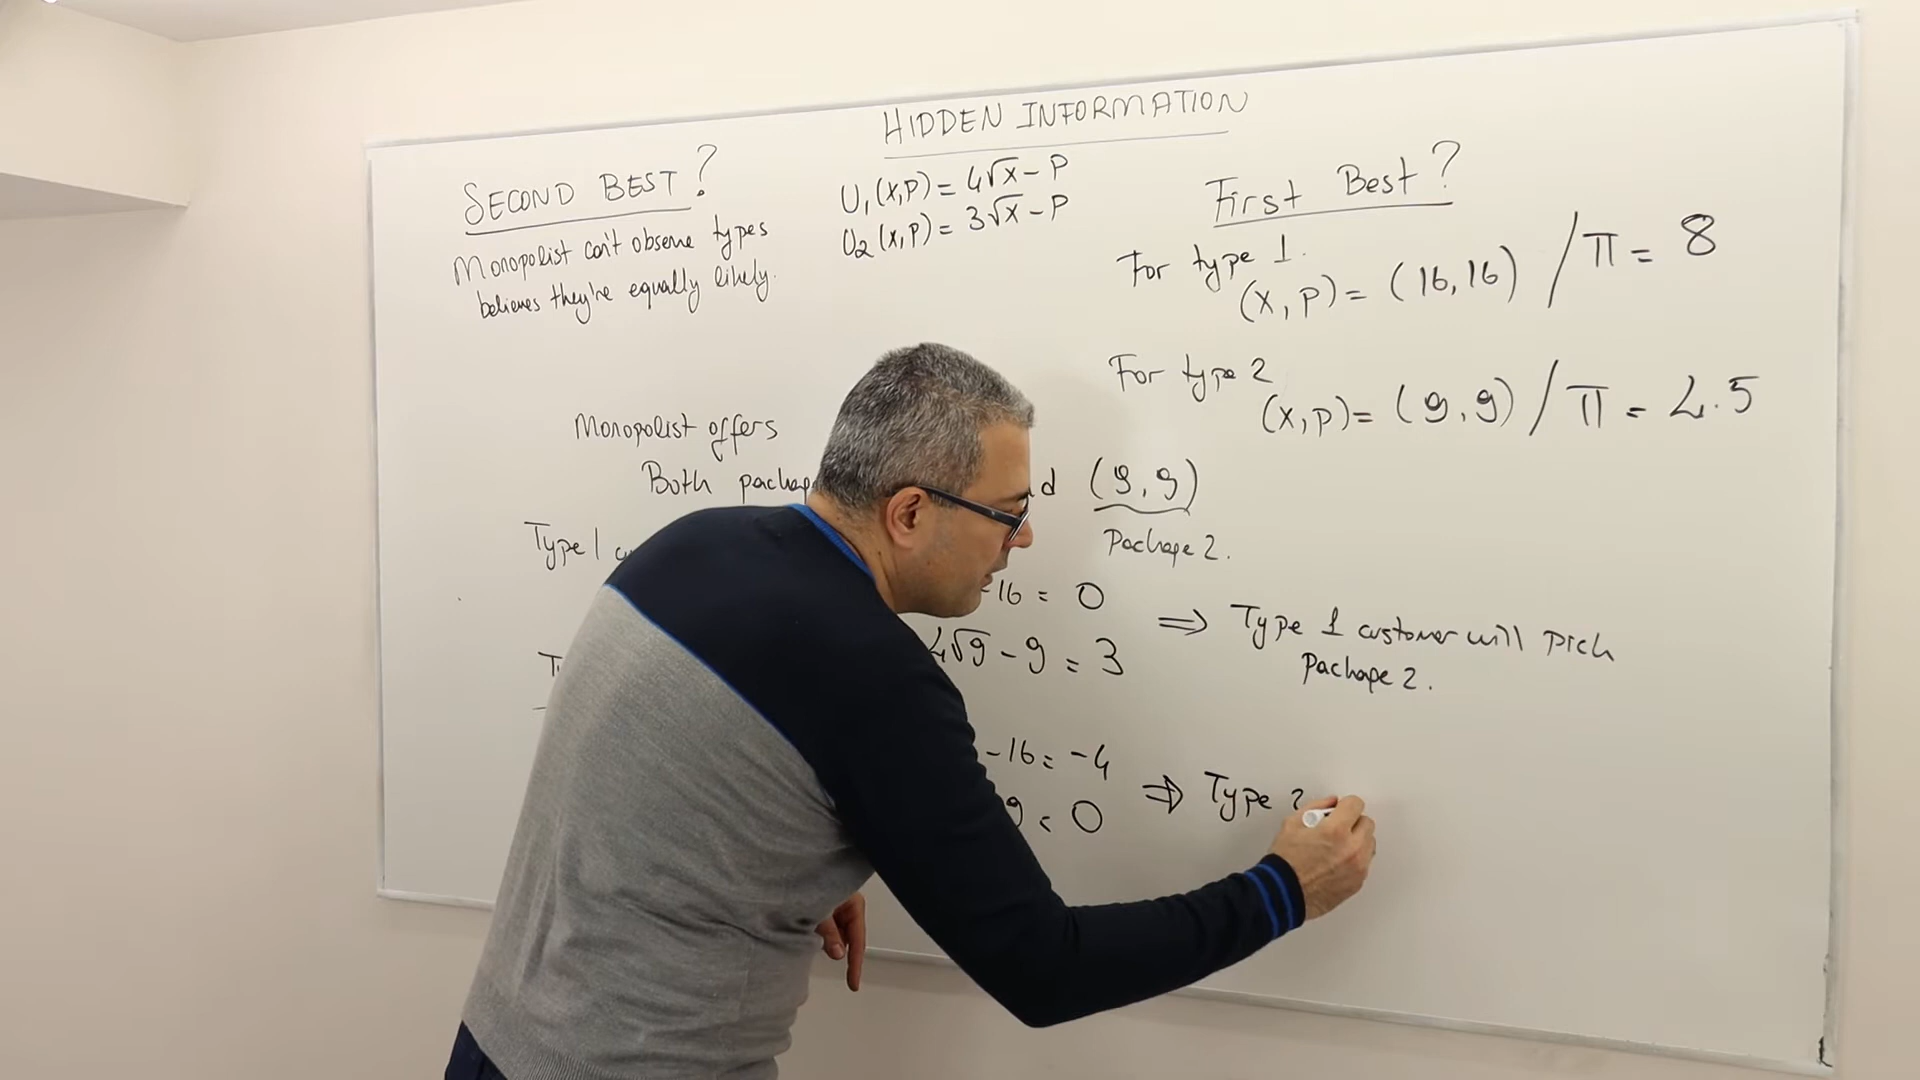 HIDDEN INFORMATION
SECOND BEST?
Monopolist can't observe types
believes they're equally likely.
U₁(x,p) = 4√x - P
U₂(x,p) = 3√x - P
First Best?
For type 1.
(x, p) = (16, 16) / π = 8
For type 2
(x, p) = (9, 9) / π = 4.5
Monopolist offers
Both (9, 9)
Package 2.
Type 1
-16 = 0
4√9 - 9 = 3
⇒ Type 1 customer will pick
Package 2.
-16 = -4
9 = 0
⇒ Type 2